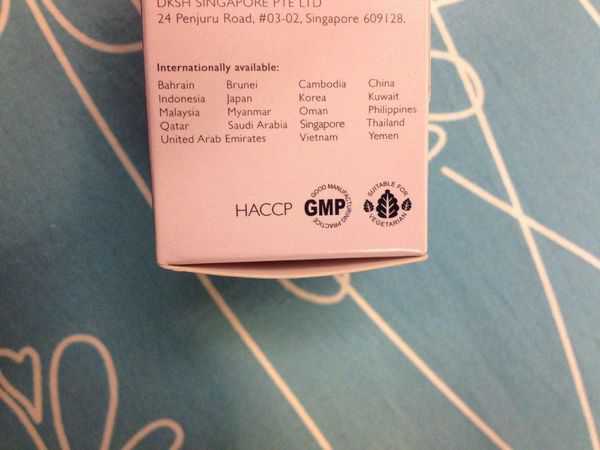 DKSH SINGAPORE PTE LTD
24 Penjuru Road, #03-02, Singapore 609128.
Internationally available:
Bahrain Brunei Cambodia China
Indonesia Japan Korea Kuwait
Malaysia Myanmar Oman Philippines
Qatar Saudi Arabia Singapore Thailand
United Arab Emirates Vietnam Yemen
HACCP
GOOD MANUFACTURING PRACTICE
GMP
SUITABLE FOR
VEGETARIAN